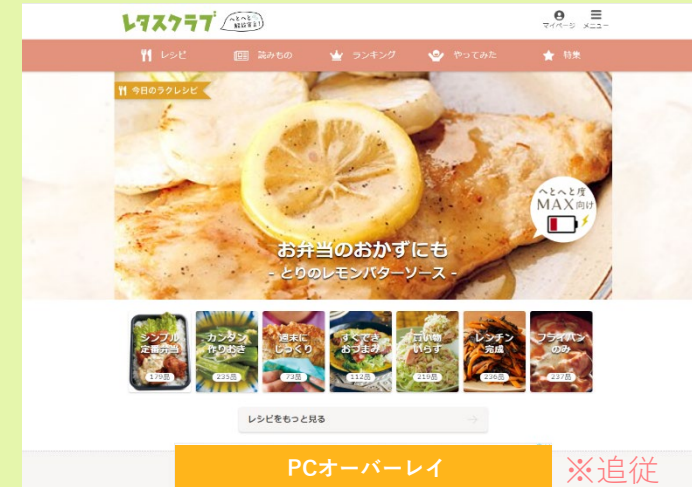 レタスクラブ
へとへと
解放宣言!
マイページ
メニュー
レシピ
読みもの
ランキング
やってみた
特集
今日のラクレシピ
へとへと度
MAX向け
お弁当のおかずにも
- とりのレモンバターソース -
シンプル
定番弁当
179品
カンタン
作りおき
235品
週末に
じっくり
73品
すぐでき
おつまみ
112品
買い物
いらず
219品
レンチン
完成
236品
フライパン
のみ
237品
レシピをもっと見る
PCオーバーレイ
※追従